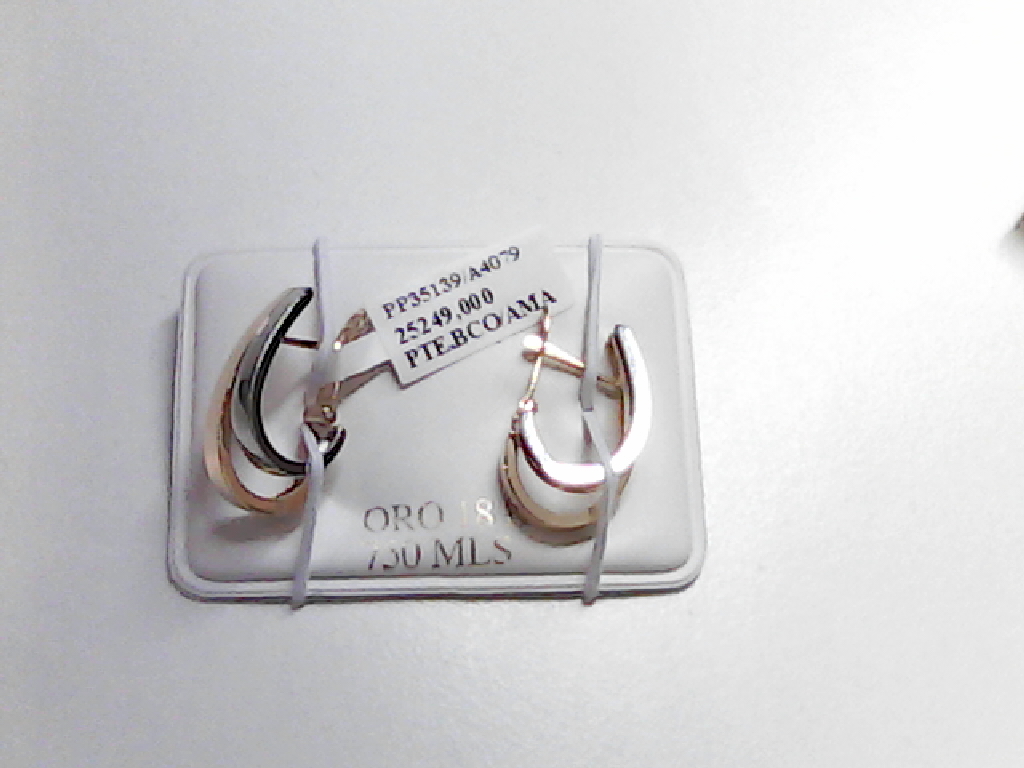 PP35139/A4079
25249,000
PTE.BCO/AMA
ORO 18
750 MLS